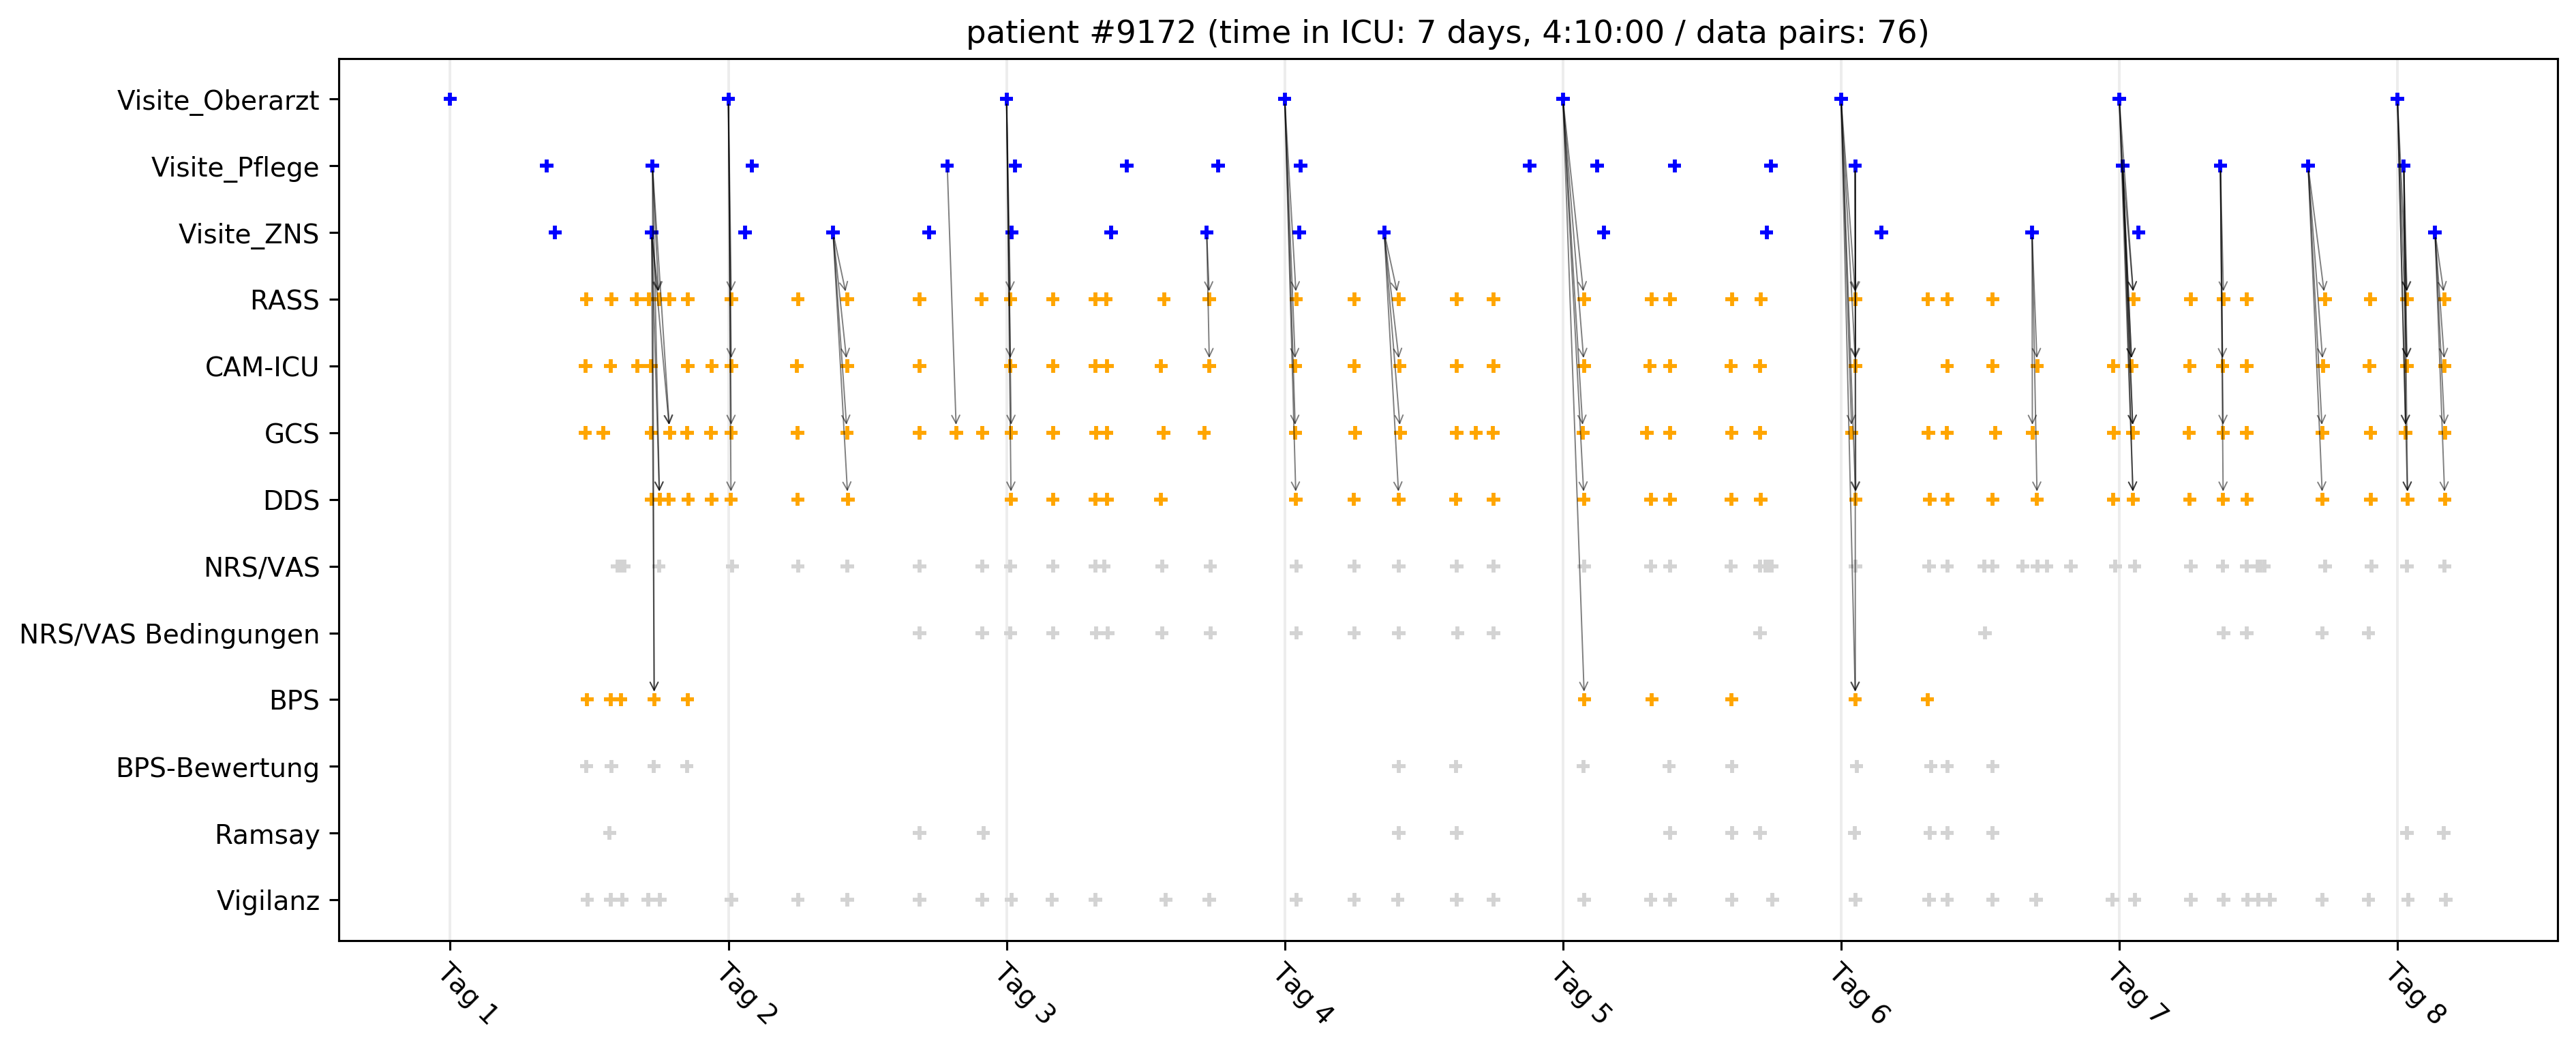 patient #9172 (time in ICU: 7 days, 4:10:00 / data pairs: 76)
Visite_Oberarzt
Visite_Pflege
Visite_ZNS
RASS
CAM-ICU
GCS
DDS
NRS/VAS
NRS/VAS Bedingungen
BPS
BPS-Bewertung
Ramsay
Vigilanz
Tag 1
Tag 2
Tag 3
Tag 4
Tag 5
Tag 6
Tag 7
Tag 8